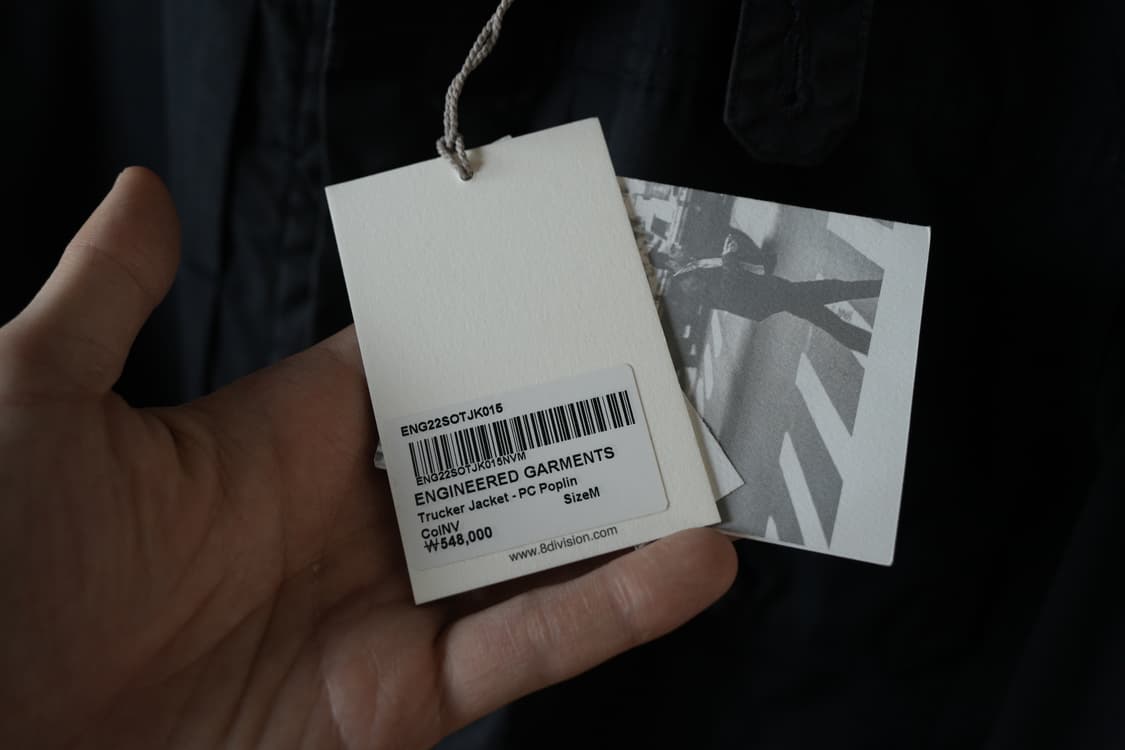 ENG22SOTJK015
ENG22SOTJK015NVM
ENGINEERED GARMENTS
Trucker Jacket - PC Poplin
SizeM
ColNV
₩548,000
www.8division.com